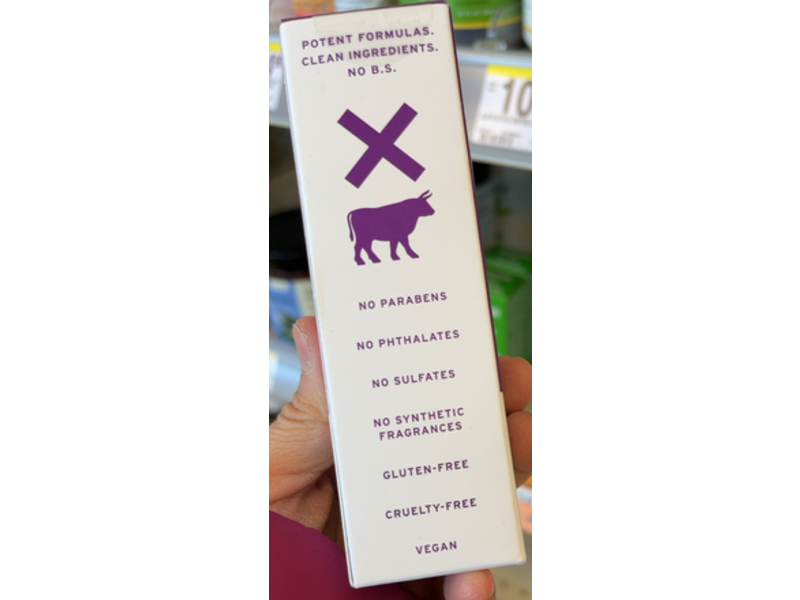 POTENT FORMULAS.
CLEAN INGREDIENTS.
NO B.S.
NO PARABENS
NO PHTHALATES
NO SULFATES
NO SYNTHETIC
FRAGRANCES
GLUTEN-FREE
CRUELTY-FREE
VEGAN
10